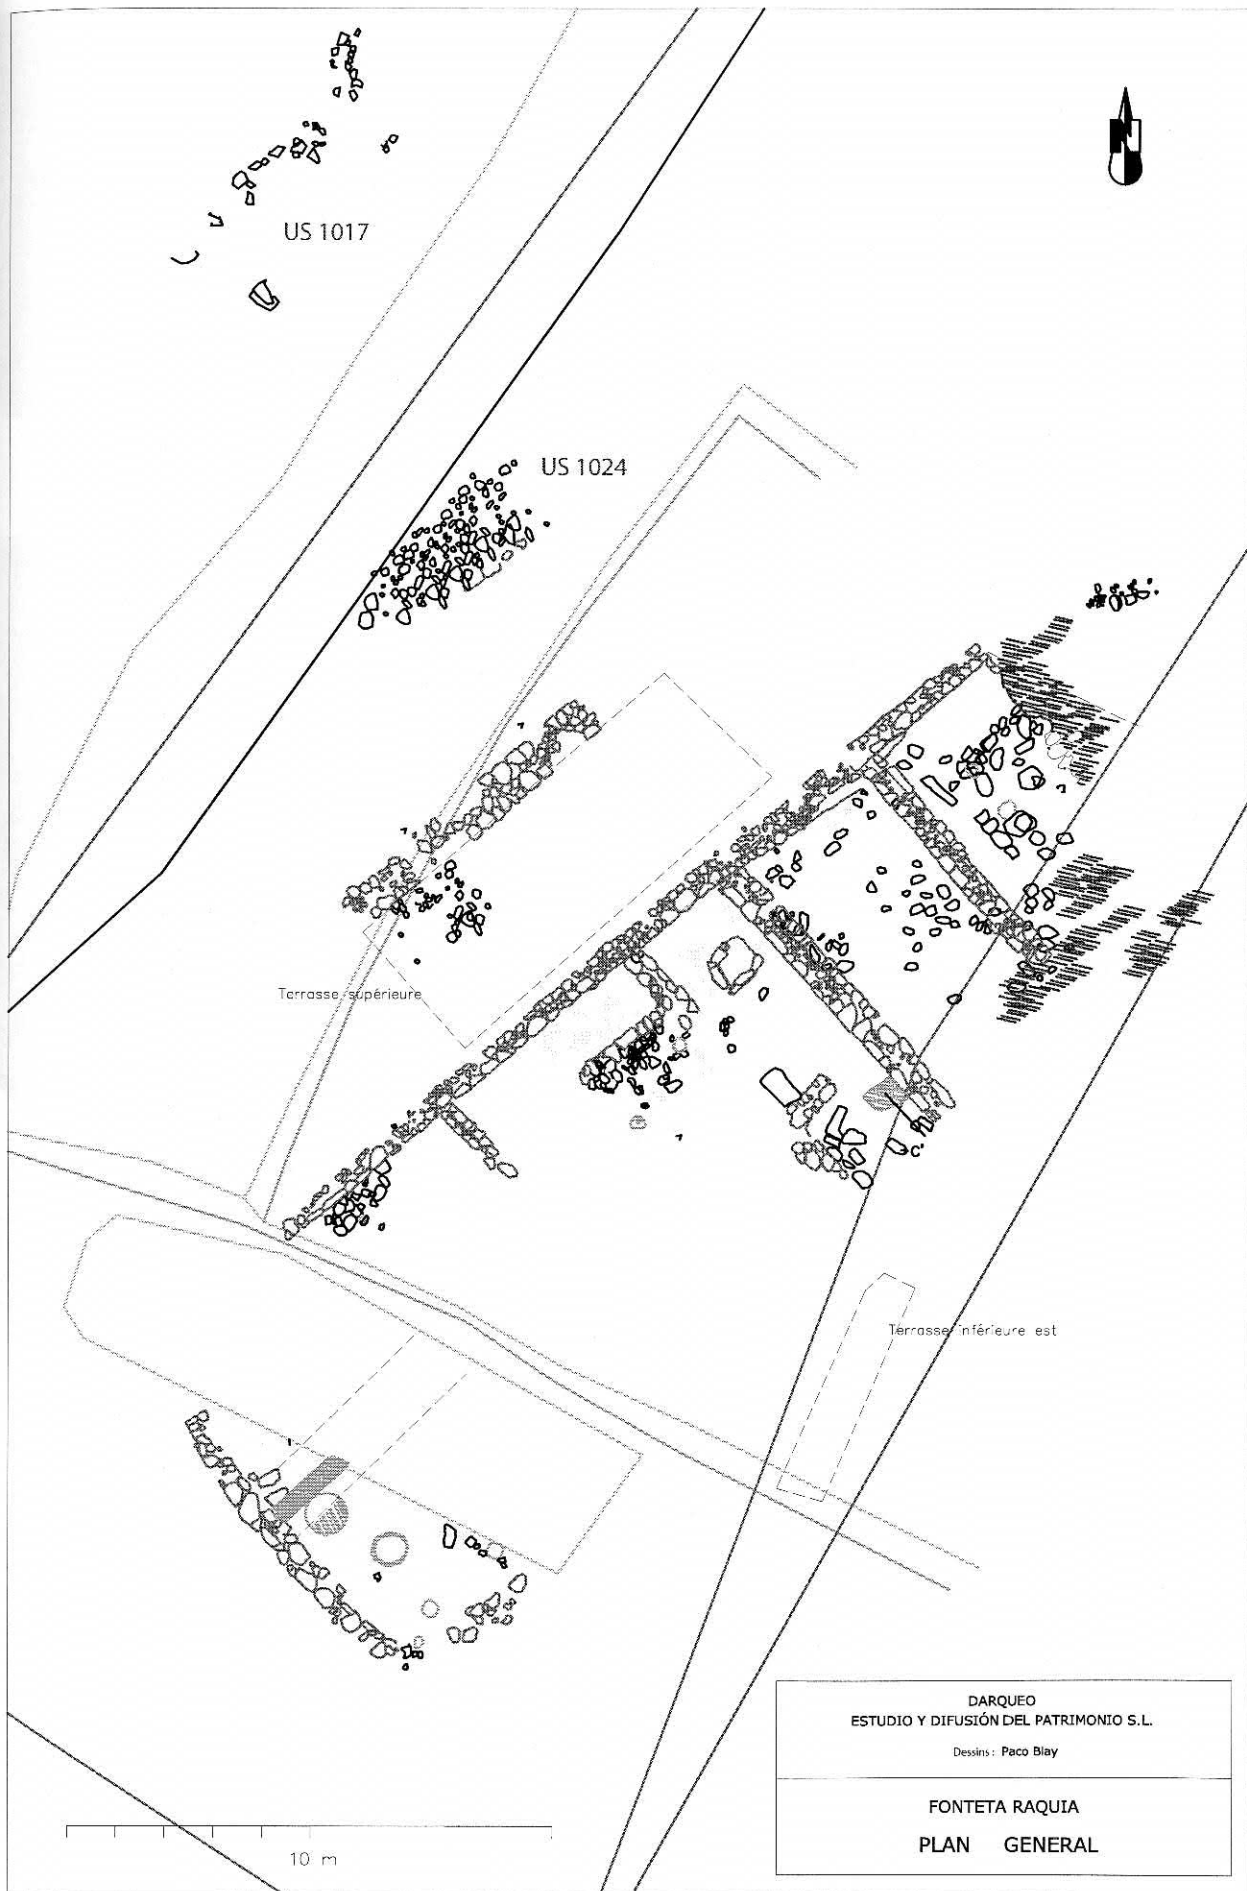 N
US 1017
US 1024
Terrasse supérieure
C'
Terrasse inférieure est
DARQUEO
ESTUDIO Y DIFUSIÓN DEL PATRIMONIO S.L.
Dessins: Paco Blay
FONTETA RAQUIA
PLAN GENERAL
10 m